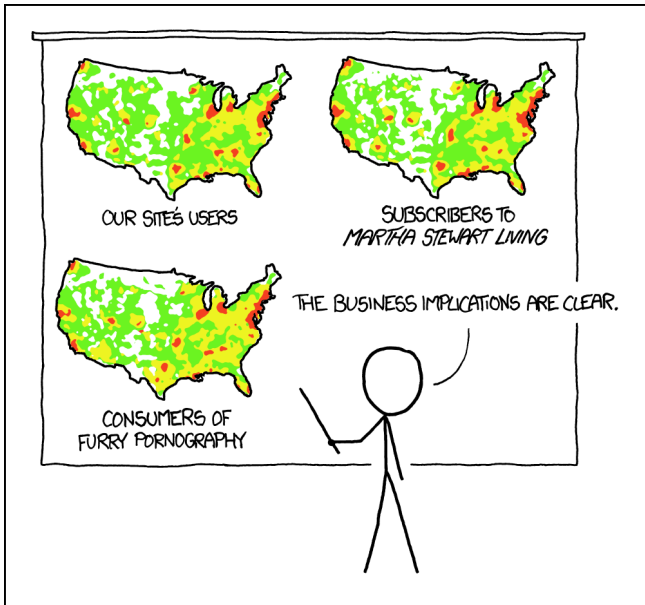 OUR SITE'S USERS
SUBSCRIBERS TO
MARTHA STEWART LIVING
CONSUMERS OF
FURRY PORNOGRAPHY
THE BUSINESS IMPLICATIONS ARE CLEAR.